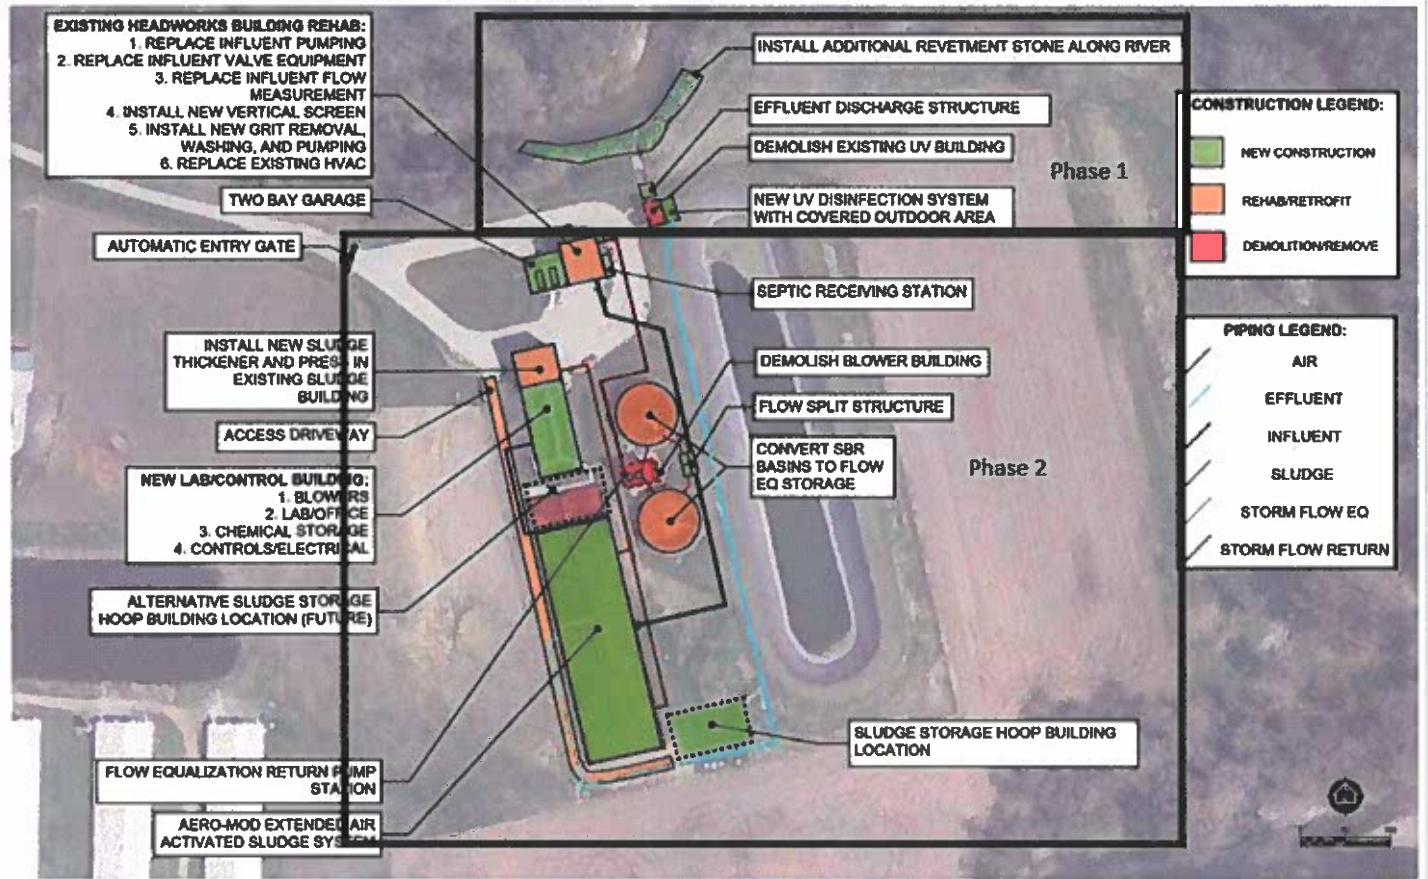 EXISTING HEADWORKS BUILDING REHAB:
1. REPLACE INFLUENT PUMPING
2. REPLACE INFLUENT VALVE EQUIPMENT
3. REPLACE INFLUENT FLOW
MEASUREMENT
4. INSTALL NEW VERTICAL SCREEN
5. INSTALL NEW GRIT REMOVAL,
WASHING, AND PUMPING
6. REPLACE EXISTING HVAC
TWO BAY GARAGE
AUTOMATIC ENTRY GATE
INSTALL NEW SLUDGE
THICKENER AND PRESS IN
EXISTING SLUDGE
BUILDING
ACCESS DRIVEWAY
NEW LAB/CONTROL BUILDING:
1. BLOWERS
2. LAB/OFFICE
3. CHEMICAL STORAGE
4. CONTROLS/ELECTRICAL
ALTERNATIVE SLUDGE STORAGE
HOOP BUILDING LOCATION (FUTURE)
FLOW EQUALIZATION RETURN PUMP
STATION
AERO-MOD EXTENDED AIR
ACTIVATED SLUDGE SYSTEM
INSTALL ADDITIONAL REVETMENT STONE ALONG RIVER
EFFLUENT DISCHARGE STRUCTURE
DEMOLISH EXISTING UV BUILDING
Phase 1
NEW UV DISINFECTION SYSTEM
WITH COVERED OUTDOOR AREA
SEPTIC RECEIVING STATION
DEMOLISH BLOWER BUILDING
FLOW SPLIT STRUCTURE
CONVERT SBR
BASINS TO FLOW
EQ STORAGE
Phase 2
SLUDGE STORAGE HOOP BUILDING
LOCATION
CONSTRUCTION LEGEND:
NEW CONSTRUCTION
REHAB/RETROFIT
DEMOLITION/REMOVE
PIPING LEGEND:
AIR
EFFLUENT
INFLUENT
SLUDGE
STORM FLOW EQ
STORM FLOW RETURN